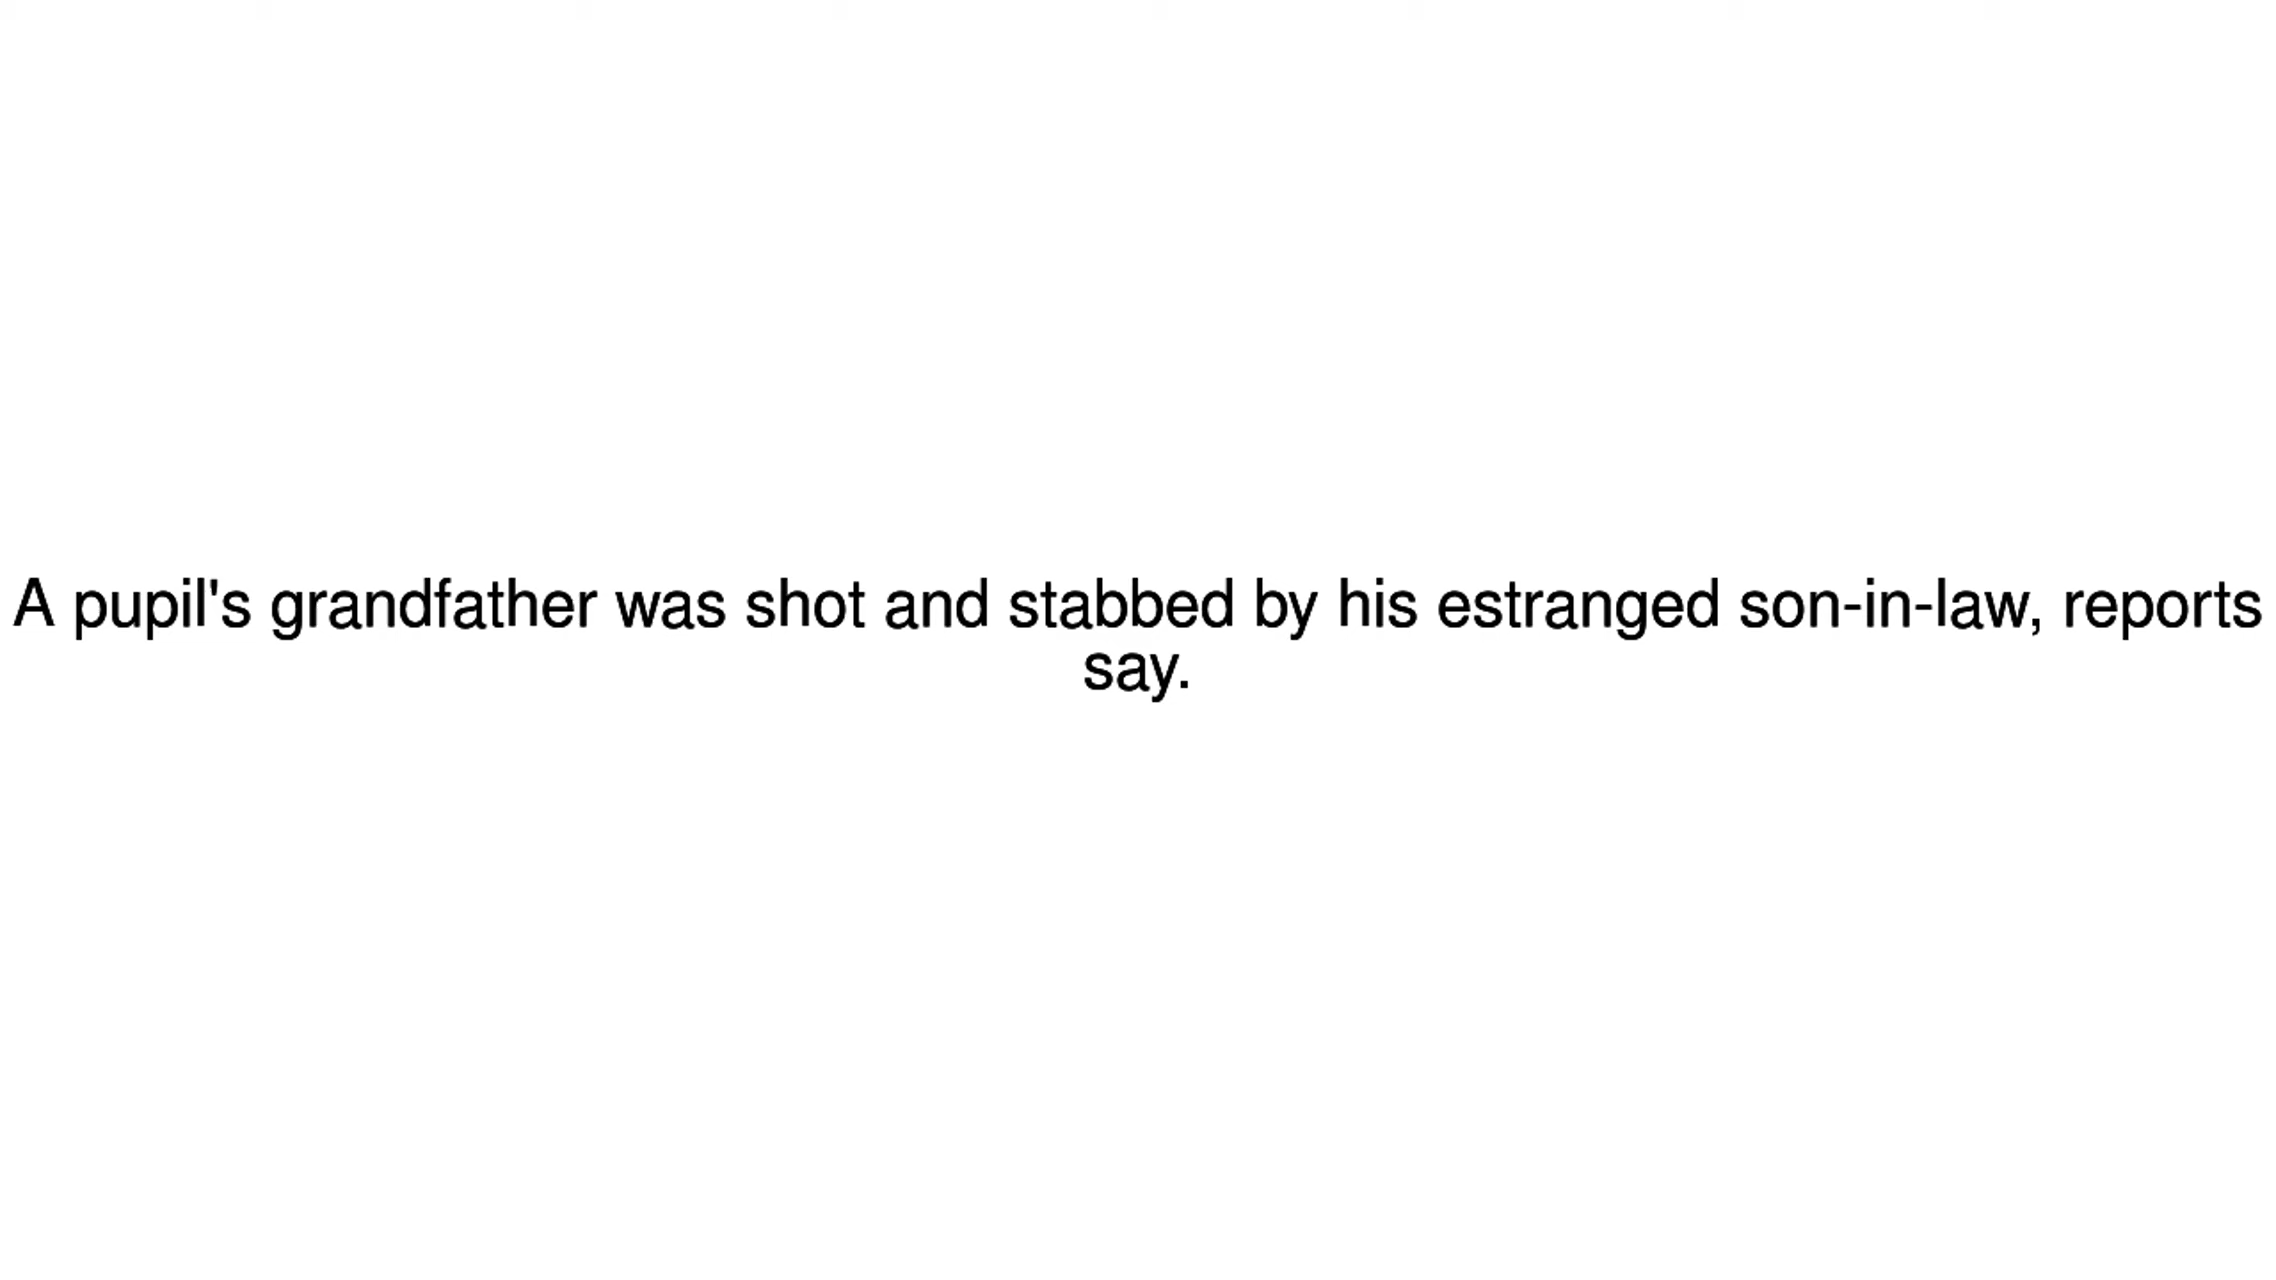 A pupil's grandfather was shot and stabbed by his estranged son-in-law, reports
say.